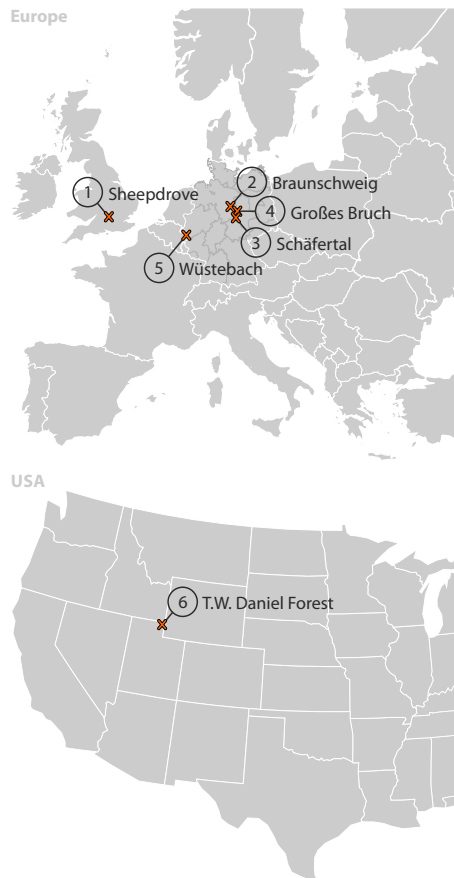 Europe
1 Sheepdrove
2 Braunschweig
4 Großes Bruch
3 Schäfertal
5 Wüstebach
USA
6 T.W. Daniel Forest